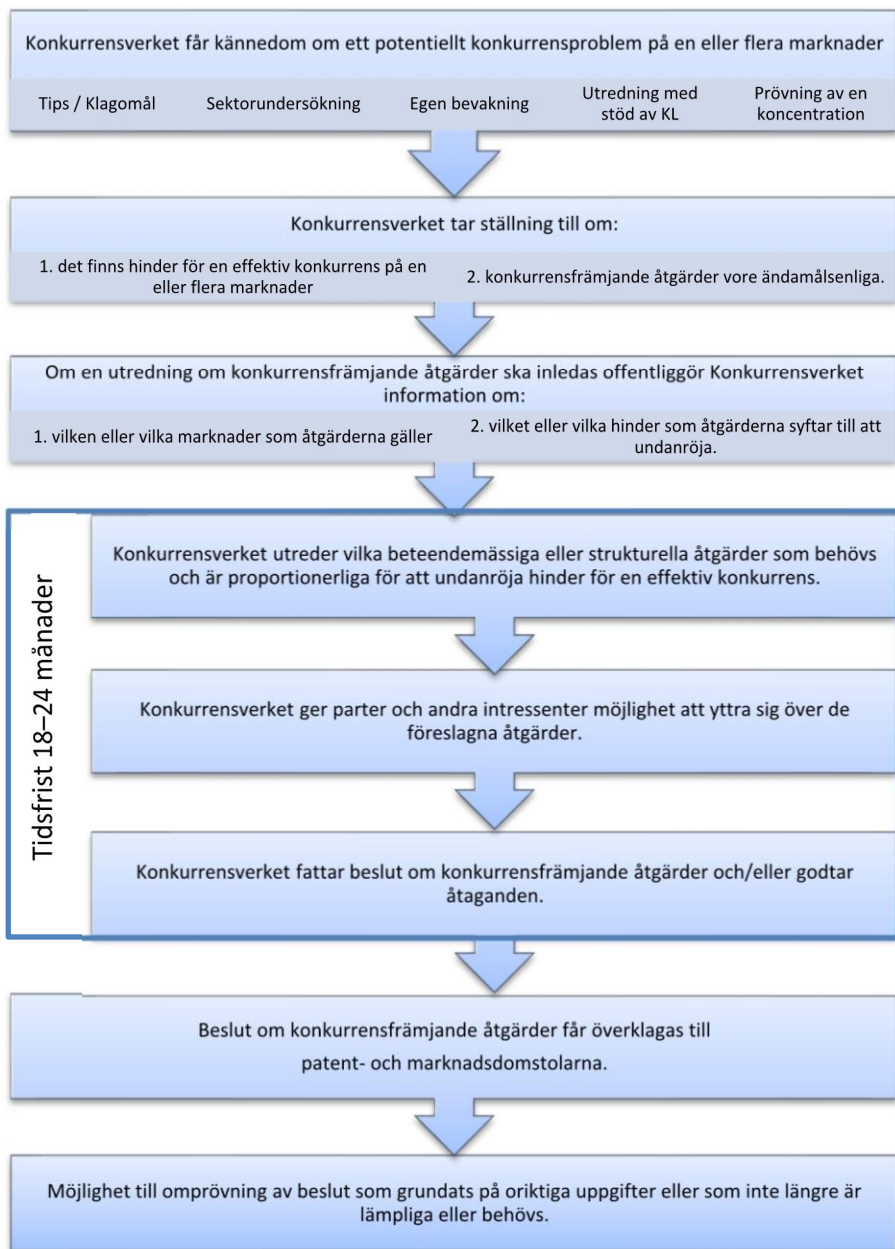 Konkurrensverket får kännedom om ett potentiellt konkurrensproblem på en eller flera marknader
Tips / Klagomål
Sektorundersökning
Egen bevakning
Utredning med
stöd av KL
Prövning av en
koncentration
Konkurrensverket tar ställning till om:
1. det finns hinder för en effektiv konkurrens på en
eller flera marknader
2. konkurrensfrämjande åtgärder vore ändamålsenliga.
Om en utredning om konkurrensfrämjande åtgärder ska inledas offentliggör Konkurrensverket
information om:
1. vilken eller vilka marknader som åtgärderna gäller
2. vilket eller vilka hinder som åtgärderna syftar till att
undanröja.
Tidsfrist 18–24 månader
Konkurrensverket utreder vilka beteendemässiga eller strukturella åtgärder som behövs
och är proportionerliga för att undanröja hinder för en effektiv konkurrens.
Konkurrensverket ger parter och andra intressenter möjlighet att yttra sig över de
föreslagna åtgärder.
Konkurrensverket fattar beslut om konkurrensfrämjande åtgärder och/eller godtar
åtaganden.
Beslut om konkurrensfrämjande åtgärder får överklagas till
patent- och marknadsdomstolarna.
Möjlighet till omprövning av beslut som grundats på oriktiga uppgifter eller som inte längre är
lämpliga eller behövs.